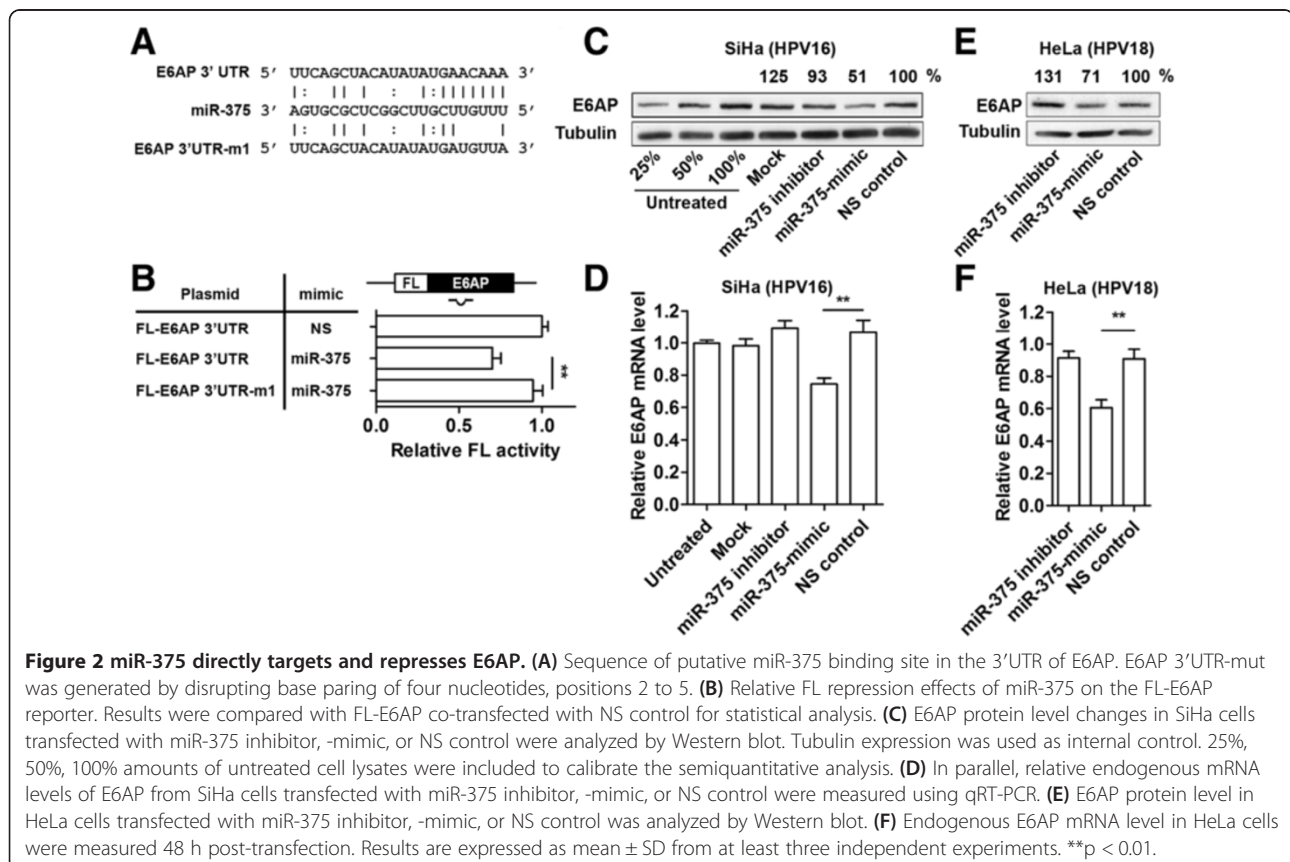 A
E6AP 3' UTR 5' UUCAGCUACAUAUAUGAACAAA 3'
miR-375 3' AGUGCGCUCGGCUUGCUUGUUU 5'
E6AP 3'UTR-m1 5' UUCAGCUACAUAUAUGAUGUUA 3'
B
Plasmid mimic
FL E6AP
FL-E6AP 3'UTR NS
FL-E6AP 3'UTR miR-375
FL-E6AP 3'UTR-m1 miR-375
**
0.0 0.5 1.0
Relative FL activity
C
SiHa (HPV16)
125 93 51 100 %
E6AP
Tubulin
25% 50% 100% Mock miR-375 inhibitor miR-375-mimic NS control
Untreated
D
SiHa (HPV16)
**
Relative E6AP mRNA level
1.2
1.0
0.8
0.6
0.4
0.2
0.0
Untreated Mock miR-375 inhibitor miR-375-mimic NS control
E
HeLa (HPV18)
131 71 100 %
E6AP
Tubulin
miR-375 inhibitor miR-375-mimic NS control
F
HeLa (HPV18)
**
Relative E6AP mRNA level
1.2
1.0
0.8
0.6
0.4
0.2
0.0
miR-375 inhibitor miR-375-mimic NS control
Figure 2 miR-375 directly targets and represses E6AP. (A) Sequence of putative miR-375 binding site in the 3'UTR of E6AP. E6AP 3'UTR-mut
was generated by disrupting base paring of four nucleotides, positions 2 to 5. (B) Relative FL repression effects of miR-375 on the FL-E6AP
reporter. Results were compared with FL-E6AP co-transfected with NS control for statistical analysis. (C) E6AP protein level changes in SiHa cells
transfected with miR-375 inhibitor, -mimic, or NS control were analyzed by Western blot. Tubulin expression was used as internal control. 25%,
50%, 100% amounts of untreated cell lysates were included to calibrate the semiquantitative analysis. (D) In parallel, relative endogenous mRNA
levels of E6AP from SiHa cells transfected with miR-375 inhibitor, -mimic, or NS control were measured using qRT-PCR. (E) E6AP protein level in
HeLa cells transfected with miR-375 inhibitor, -mimic, or NS control was analyzed by Western blot. (F) Endogenous E6AP mRNA level in HeLa cells
were measured 48 h post-transfection. Results are expressed as mean ± SD from at least three independent experiments. **p < 0.01.